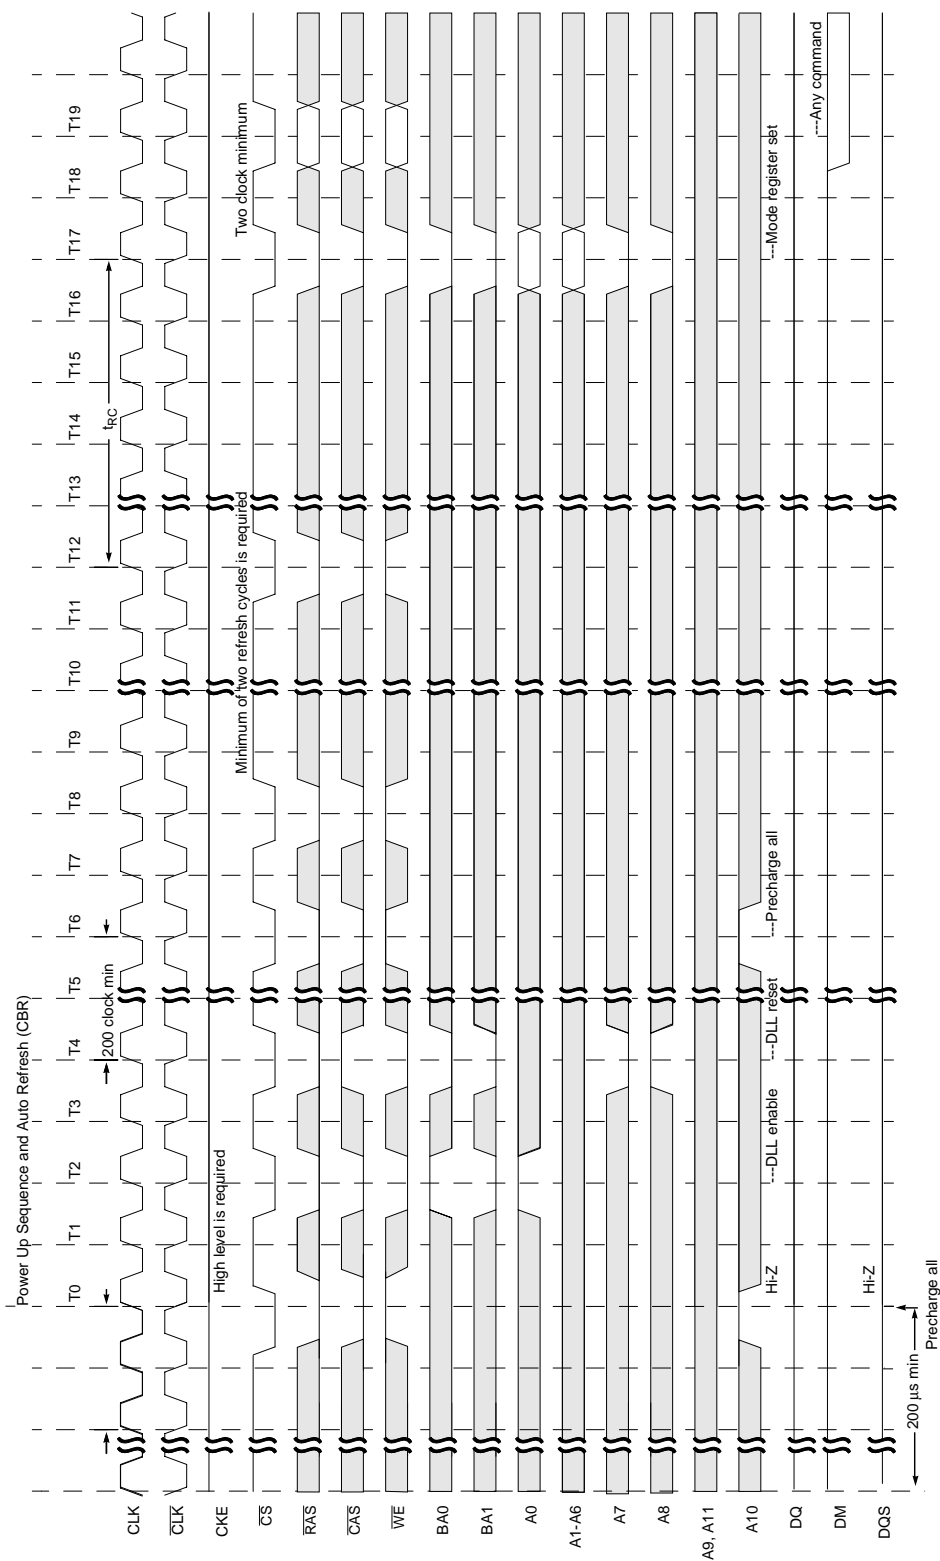 Power Up Sequence and Auto Refresh (CBR)
T0 T1 T2 T3 T4 T5 T6 T7 T8 T9 T10 T11 T12 T13 T14 T15 T16 T17 T18 T19
200 clock min
tRC
CLK
CLK
CKE
High level is required
CS
Minimum of two refresh cycles is required
Two clock minimum
RAS
CAS
WE
BA0
BA1
A0
A1-A6
A7
A8
A9, A11
A10
Hi-Z
---DLL enable
---DLL reset
---Precharge all
---Mode register set
DQ
---Any command
DM
Hi-Z
DQS
200 µs min
Precharge all